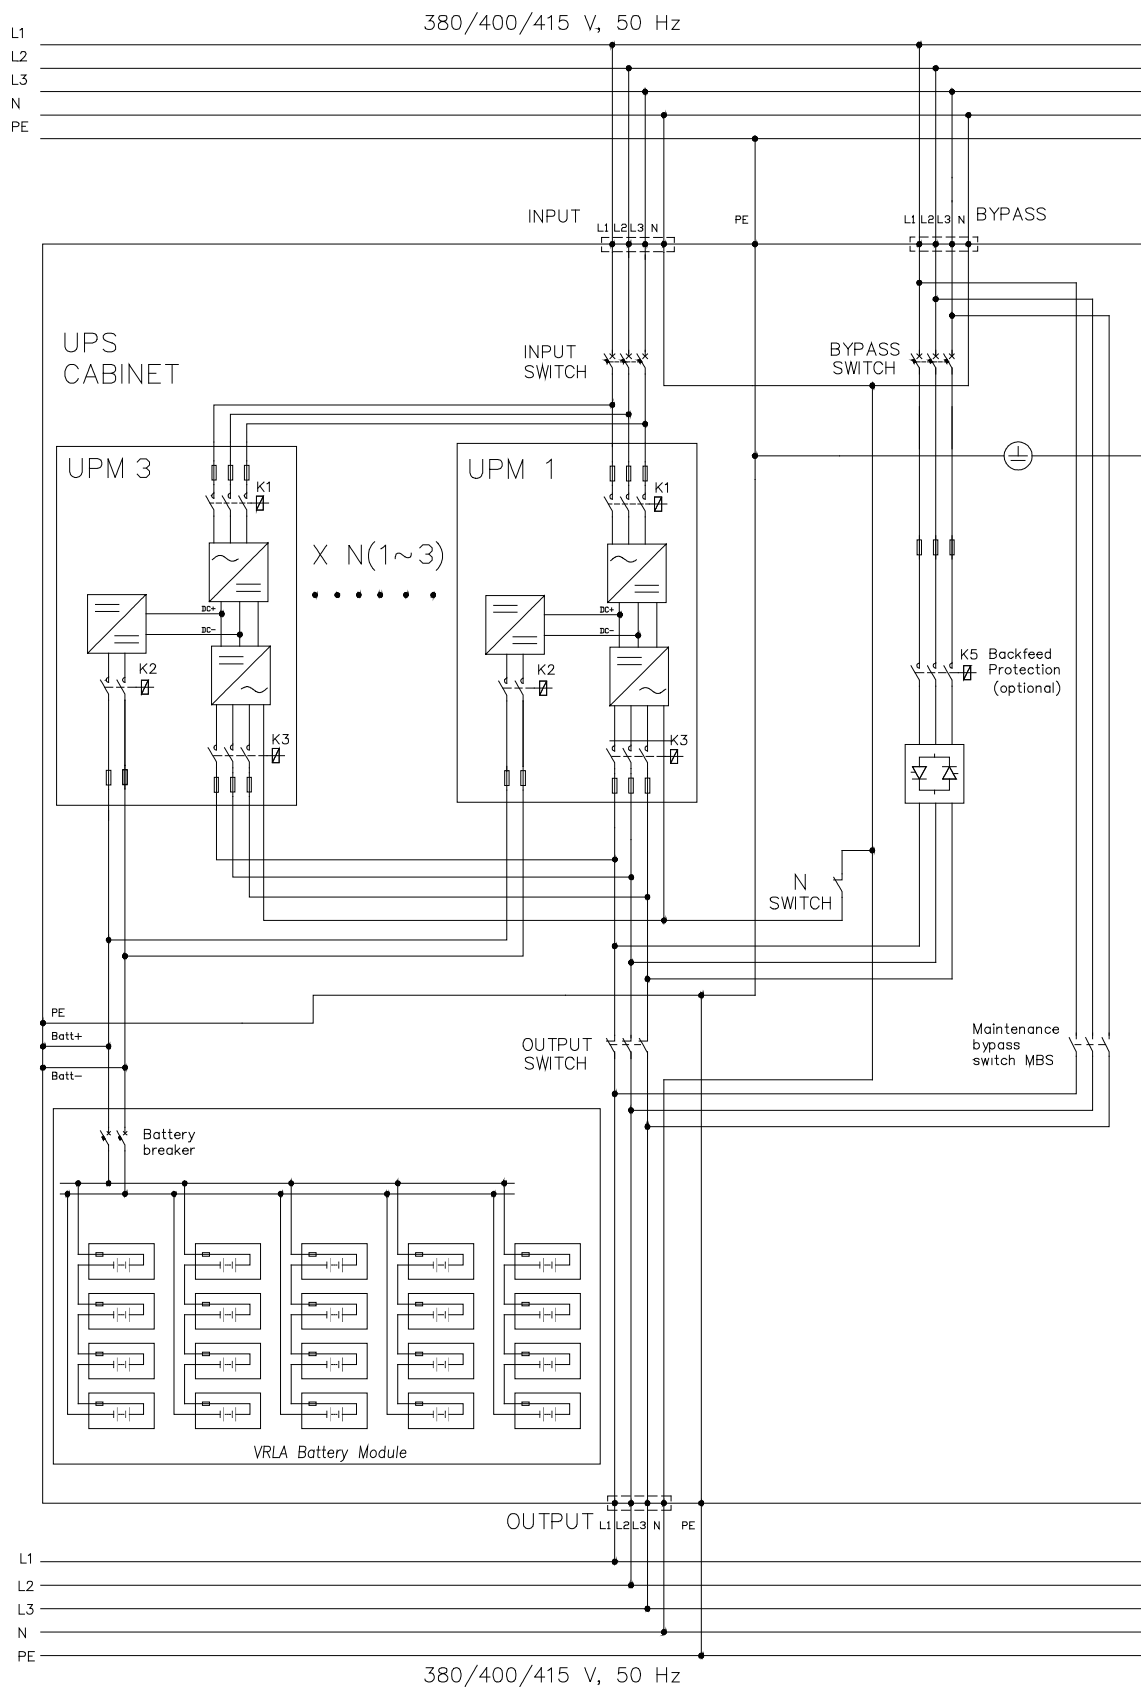 380/400/415 V, 50 Hz
L1
L2
L3
N
PE
INPUT
L1 L2 L3 N
PE
L1 L2 L3 N
BYPASS
UPS
CABINET
INPUT
SWITCH
BYPASS
SWITCH
UPM 3
UPM 1
K1
K1
X N(1~3)
DC+
DC-
DC+
DC-
K2
K2
K5 Backfeed
Protection
(optional)
K3
K3
N
SWITCH
PE
Batt+
Batt-
OUTPUT
SWITCH
Maintenance
bypass
switch MBS
Battery
breaker
VRLA Battery Module
OUTPUT
L1 L2 L3 N
PE
L1
L2
L3
N
PE
380/400/415 V, 50 Hz